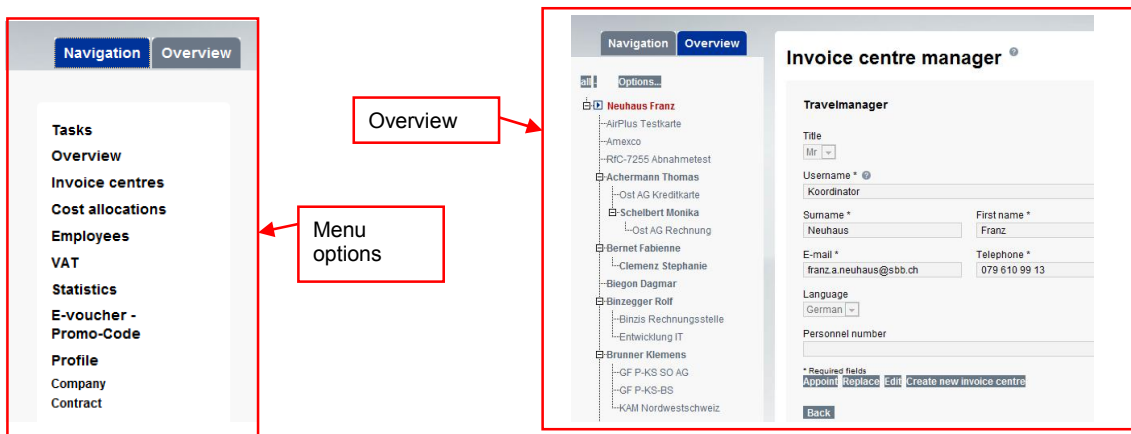 Navigation Overview
Tasks
Overview
Invoice centres
Cost allocations
Employees
VAT
Statistics
E-voucher -
Promo-Code
Profile
Company
Contract
Menu
options
Overview
Navigation Overview
all - Options...
Neuhaus Franz
AirPlus Testkarte
Amexco
RfC-7255 Abnahmetest
Achermann Thomas
Ost AG Kreditkarte
Schelbert Monika
Ost AG Rechnung
Bernet Fabienne
Clemenz Stephanie
Biegon Dagmar
Binzegger Rolf
Binzis Rechnungsstelle
Entwicklung IT
Brunner Klemens
GF P-KS SO AG
GF P-KS-BS
KAM Nordwestschweiz
Invoice centre manager
Travelmanager
Title
Mr
Username *
Koordinator
Surname * First name *
Neuhaus Franz
E-mail * Telephone *
franz.a.neuhaus@sbb.ch 079 610 99 13
Language
German
Personnel number
* Required fields
Appoint Replace Edit Create new invoice centre
Back